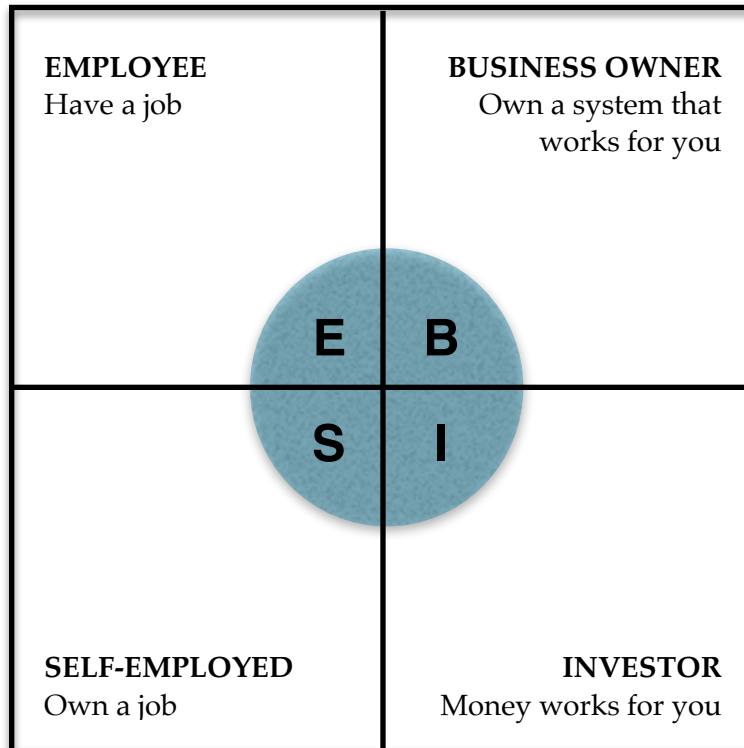 EMPLOYEE
Have a job
BUSINESS OWNER
Own a system that
works for you
E B
S I
SELF-EMPLOYED
Own a job
INVESTOR
Money works for you